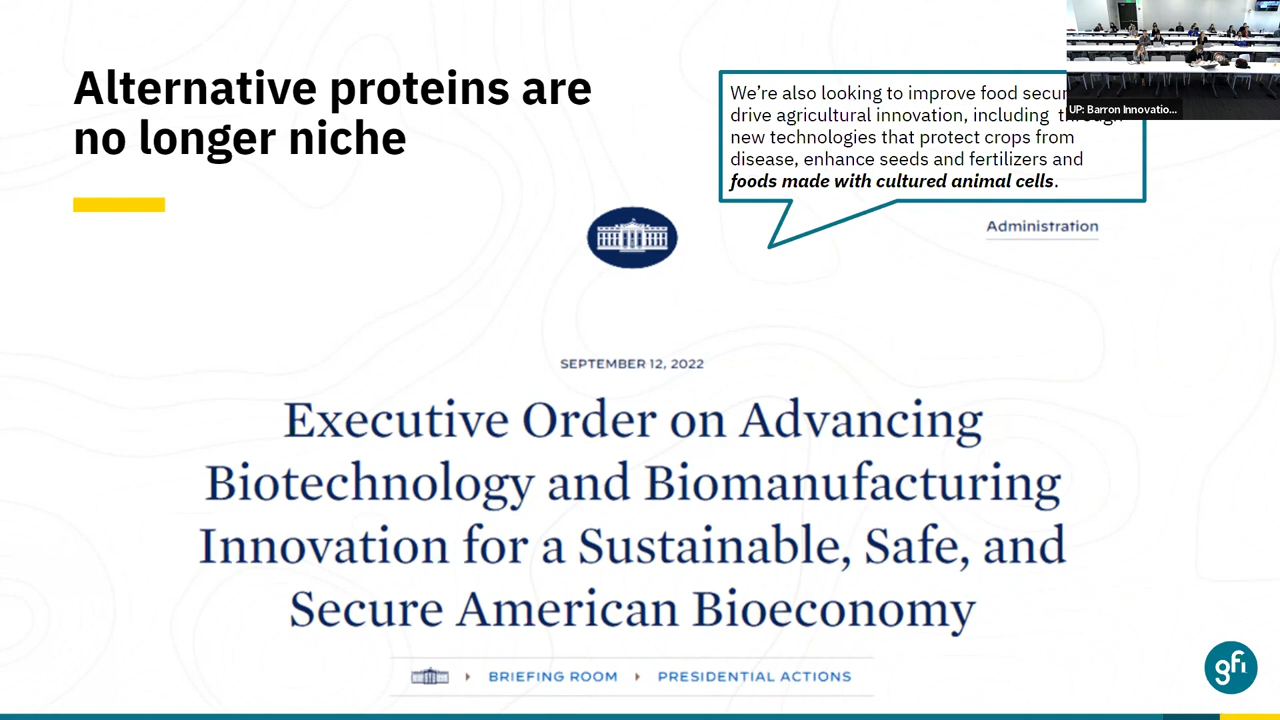 Alternative proteins are
no longer niche
We're also looking to improve food secur
drive agricultural innovation, including through
new technologies that protect crops from
disease, enhance seeds and fertilizers and
foods made with cultured animal cells.
UP: Barron Innovatio...
Administration
SEPTEMBER 12, 2022
Executive Order on Advancing
Biotechnology and Biomanufacturing
Innovation for a Sustainable, Safe, and
Secure American Bioeconomy
BRIEFING ROOM
PRESIDENTIAL ACTIONS
gfi